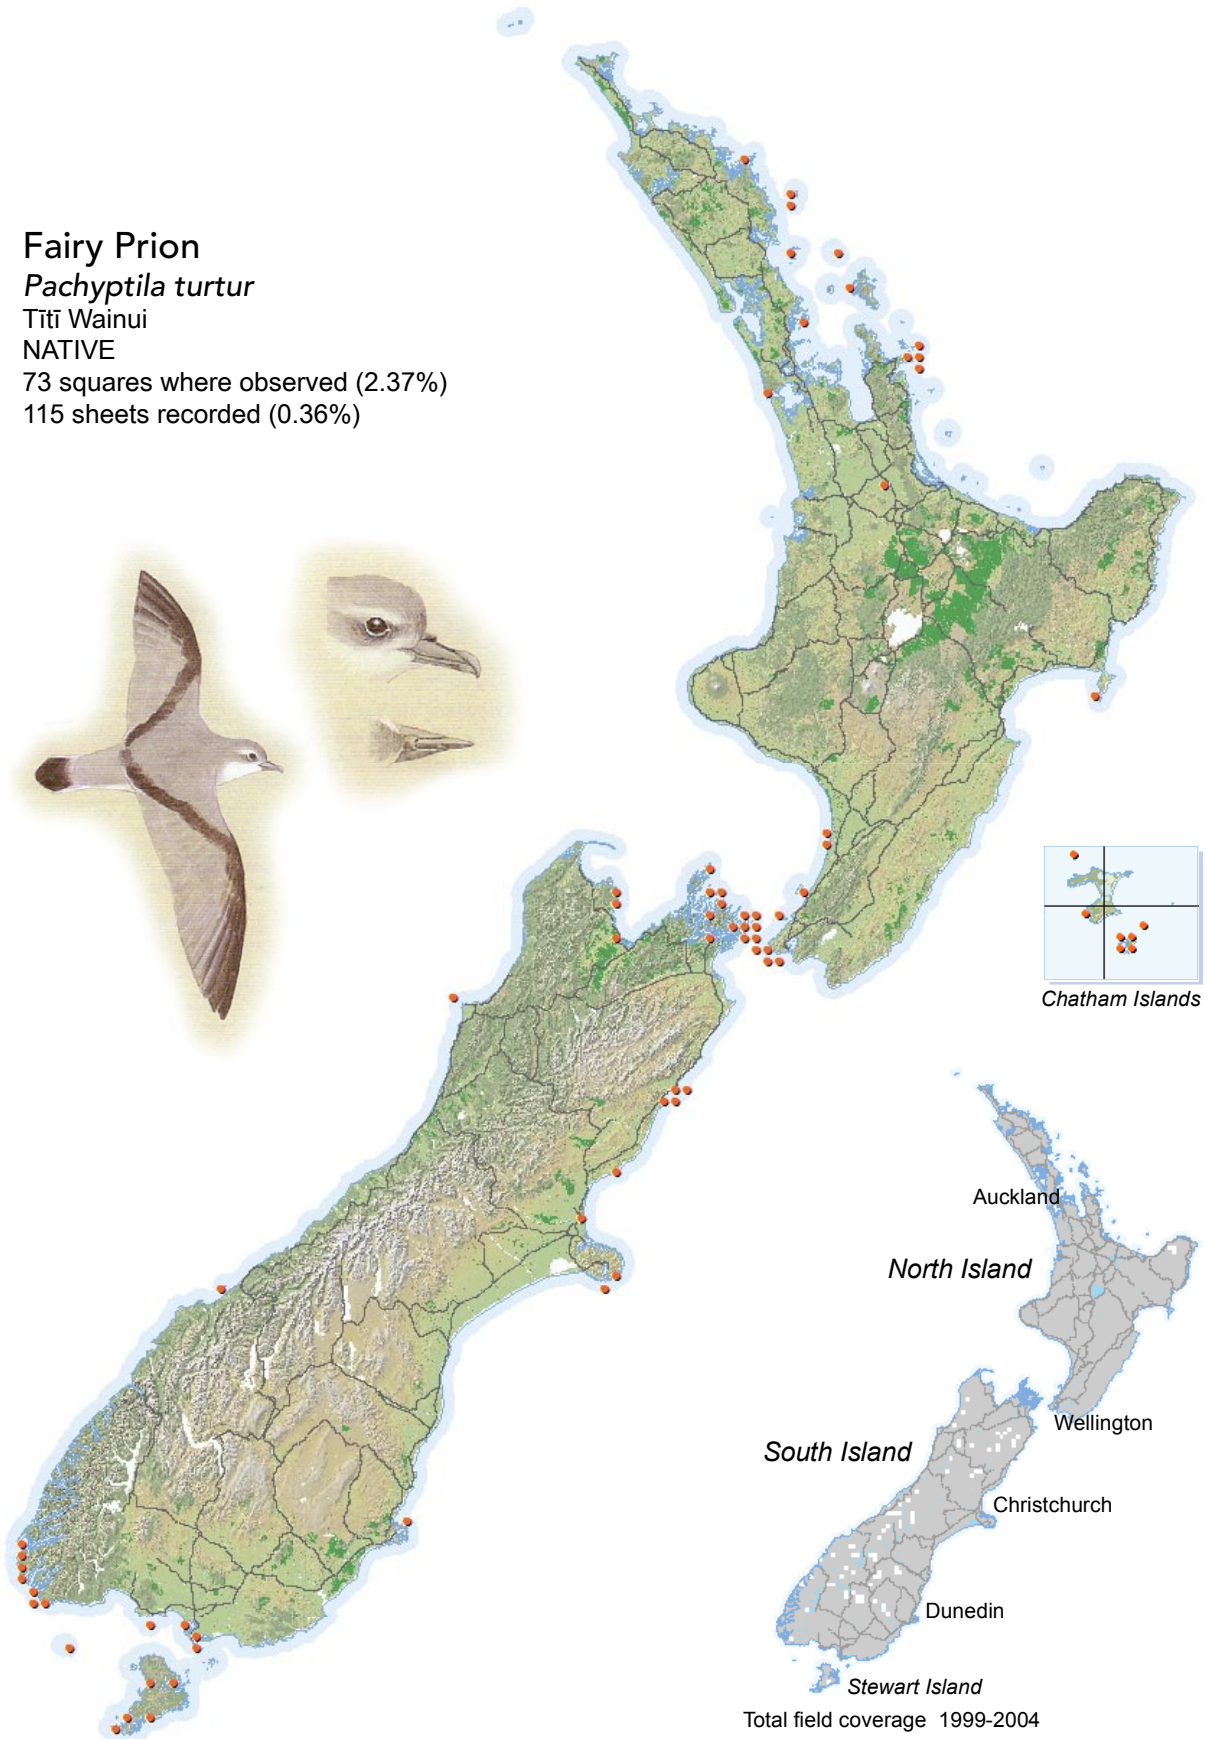 Fairy Prion
Pachyptila turtur
Tītī Wainui
NATIVE
73 squares where observed (2.37%)
115 sheets recorded (0.36%)
Chatham Islands
Auckland
North Island
Wellington
South Island
Christchurch
Dunedin
Stewart Island
Total field coverage 1999-2004